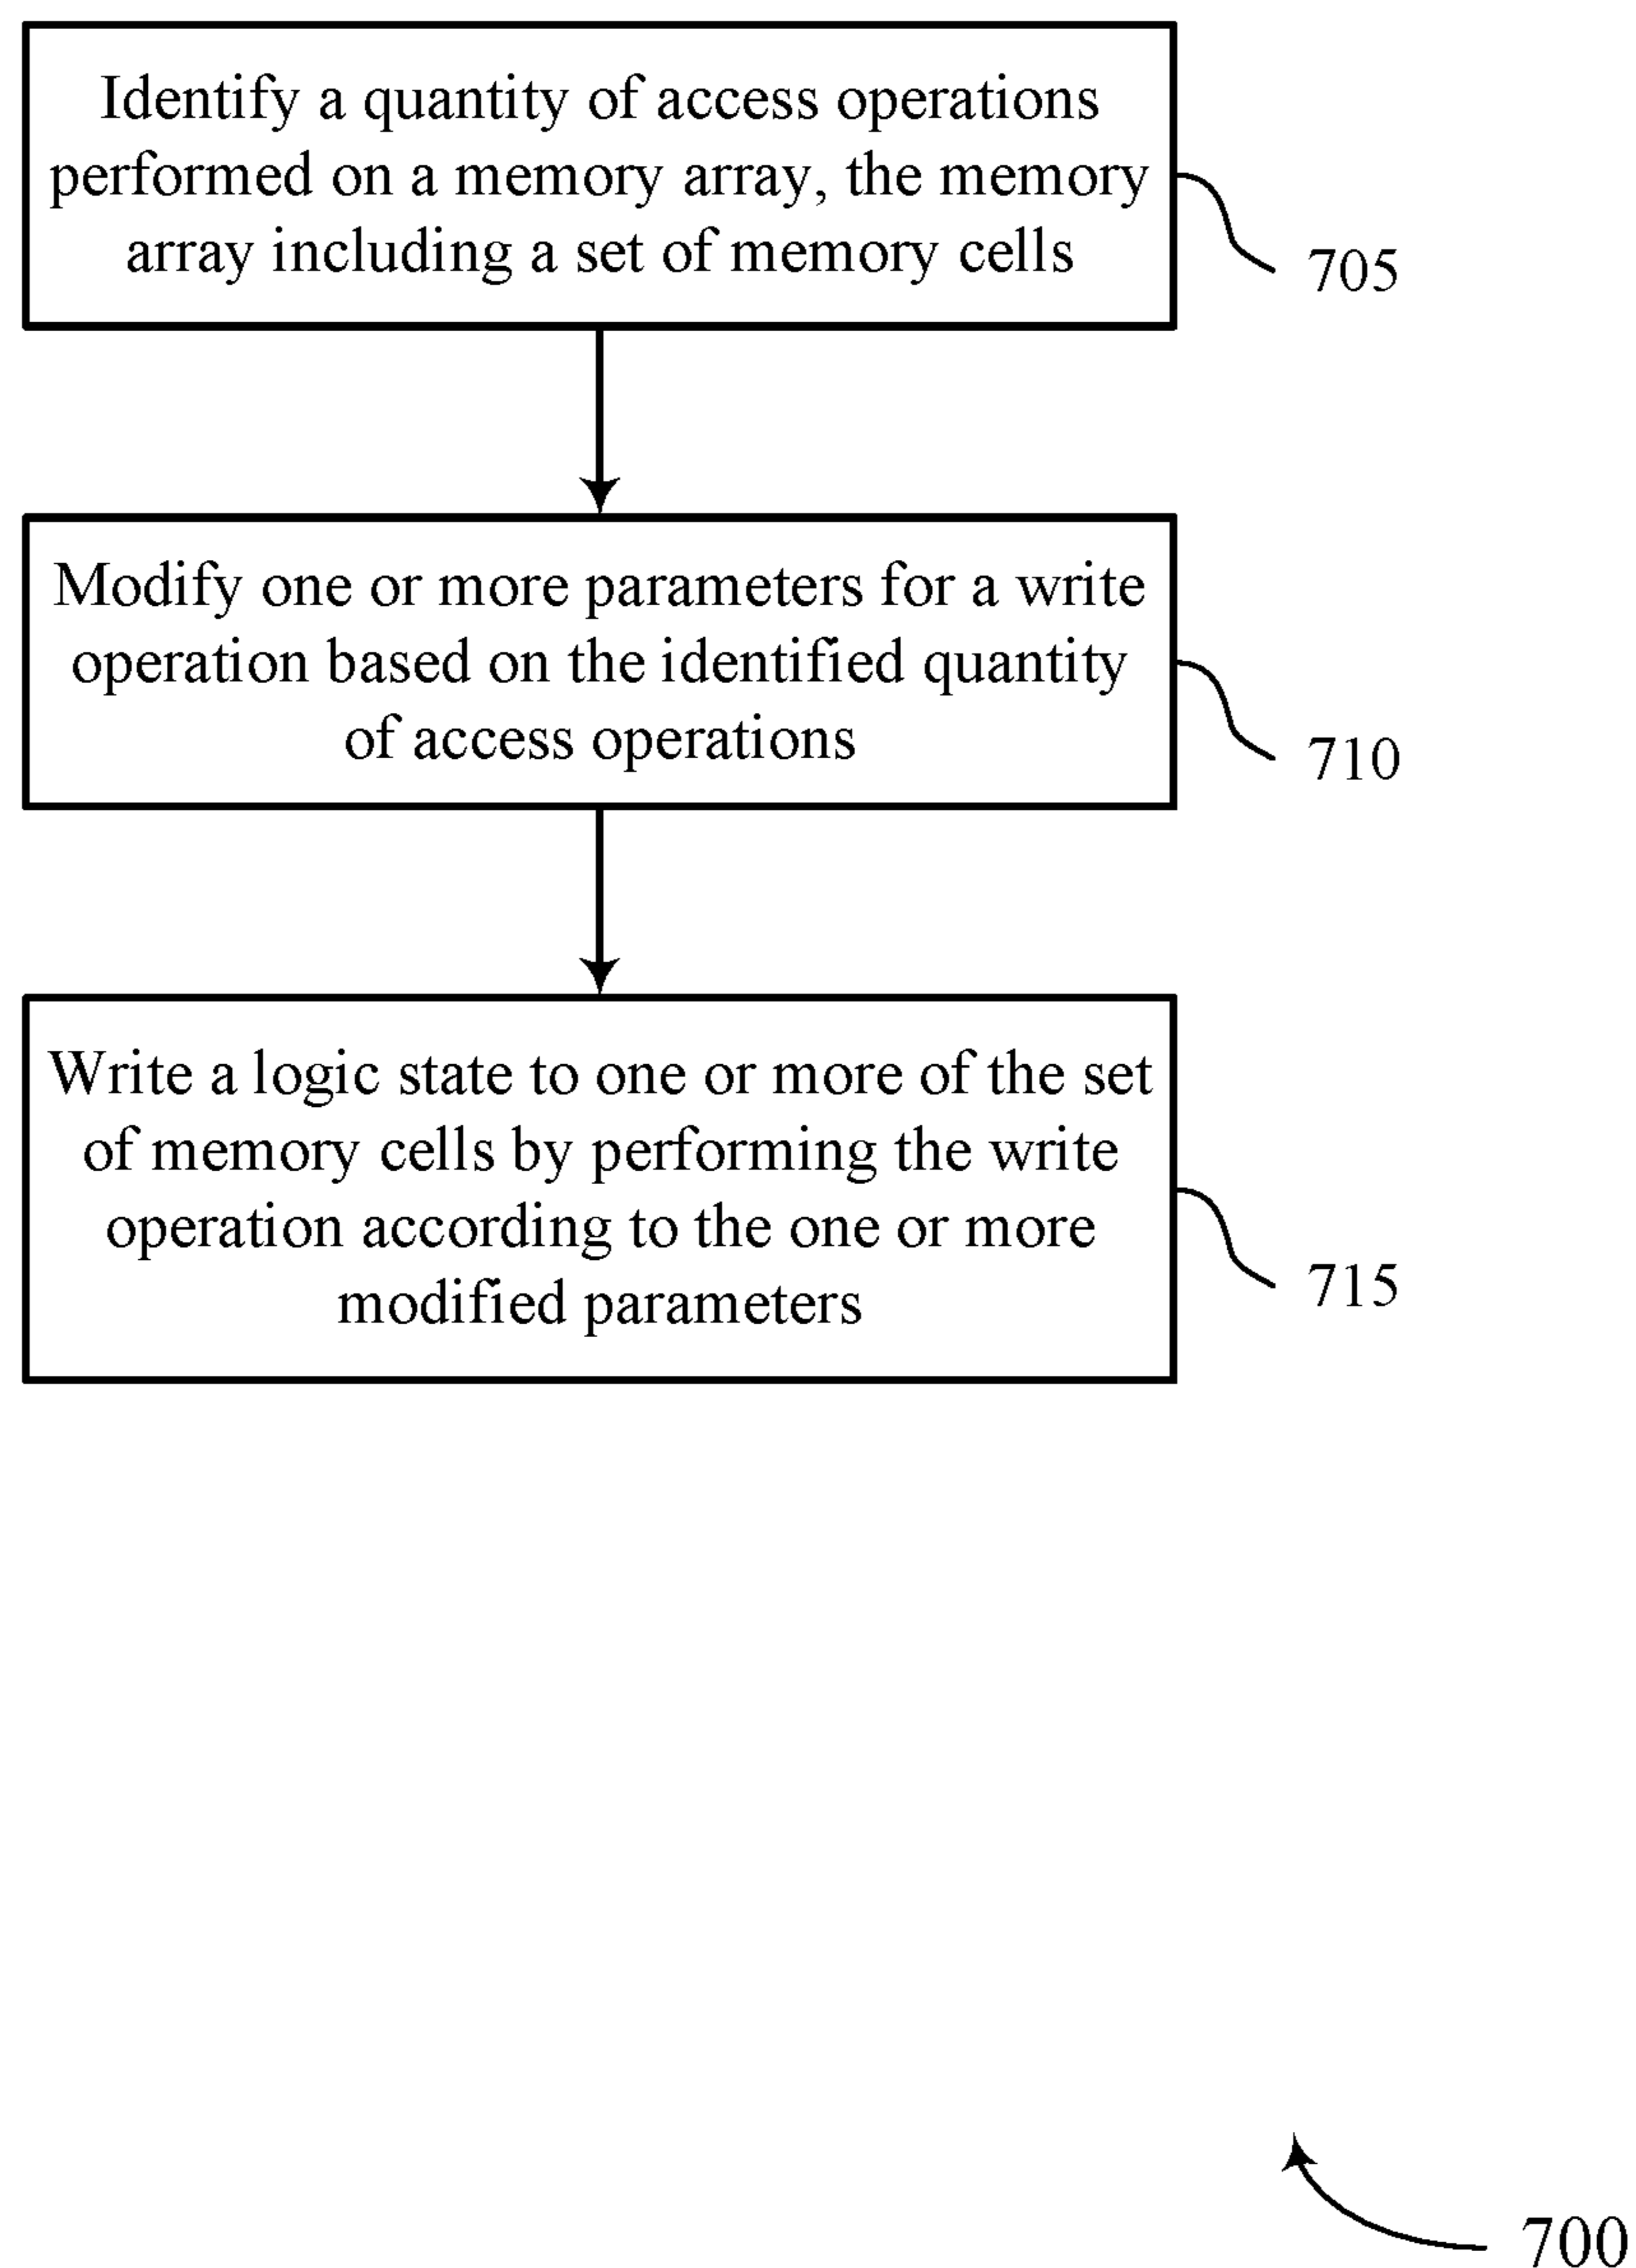 Identify a quantity of access operations
performed on a memory array, the memory
array including a set of memory cells
705
Modify one or more parameters for a write
operation based on the identified quantity
of access operations
710
Write a logic state to one or more of the set
of memory cells by performing the write
operation according to the one or more
modified parameters
715
700